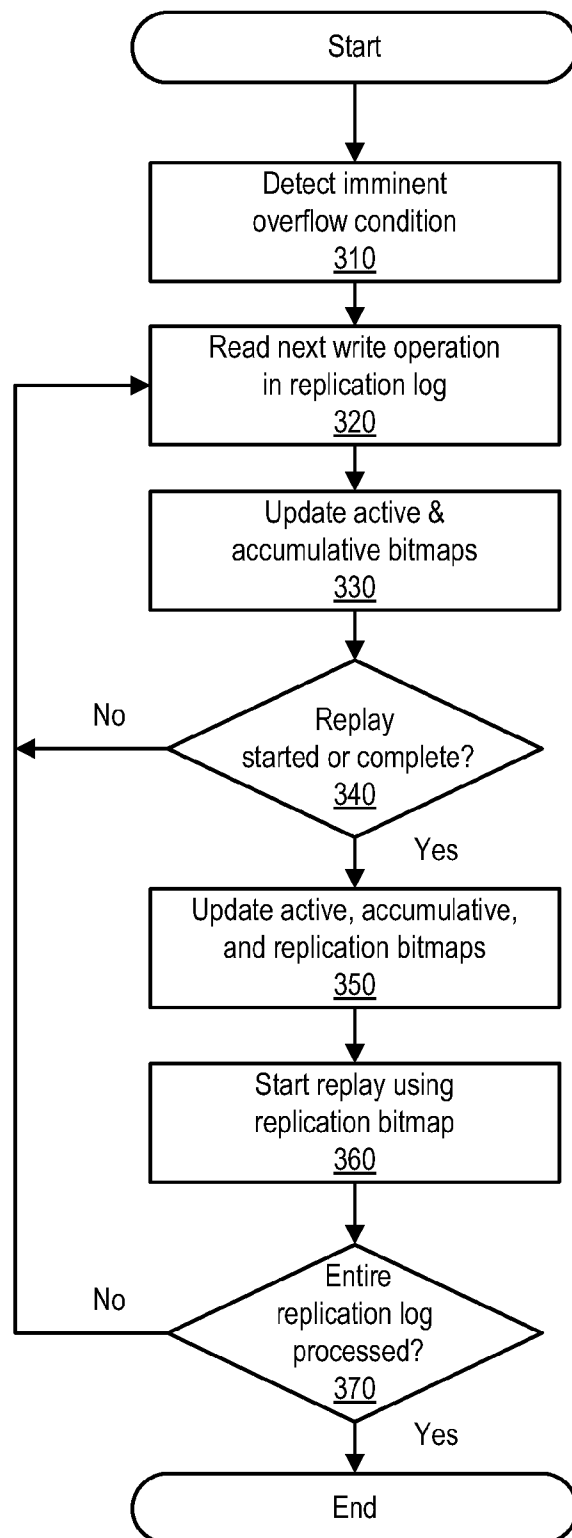 Start
Detect imminent
overflow condition
310
Read next write operation
in replication log
320
Update active &
accumulative bitmaps
330
No
Replay
started or complete?
340
Yes
Update active, accumulative,
and replication bitmaps
350
Start replay using
replication bitmap
360
No
Entire
replication log
processed?
370
Yes
End